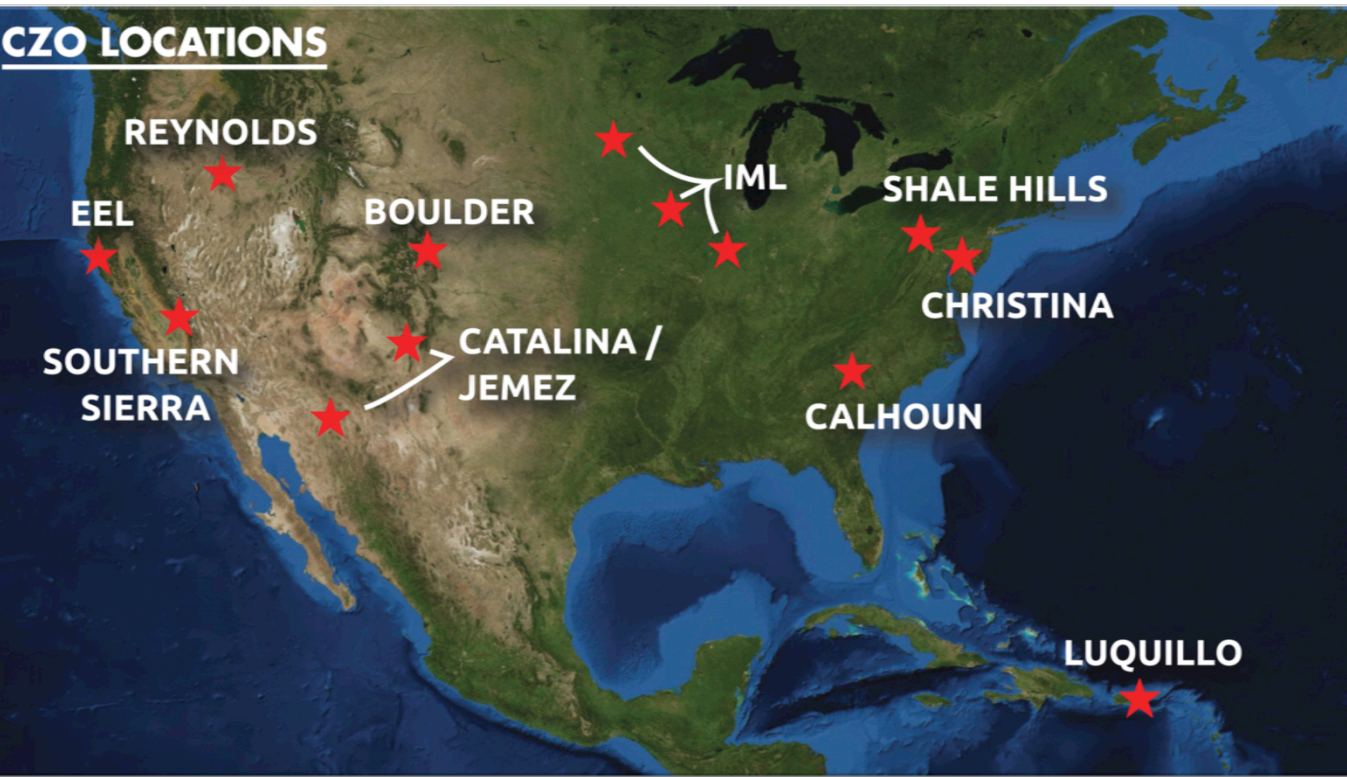 CZO LOCATIONS
REYNOLDS
EEL
BOULDER
IML
SHALE HILLS
CHRISTINA
SOUTHERN
SIERRA
CATALINA /
JEMEZ
CALHOUN
LUQUILLO